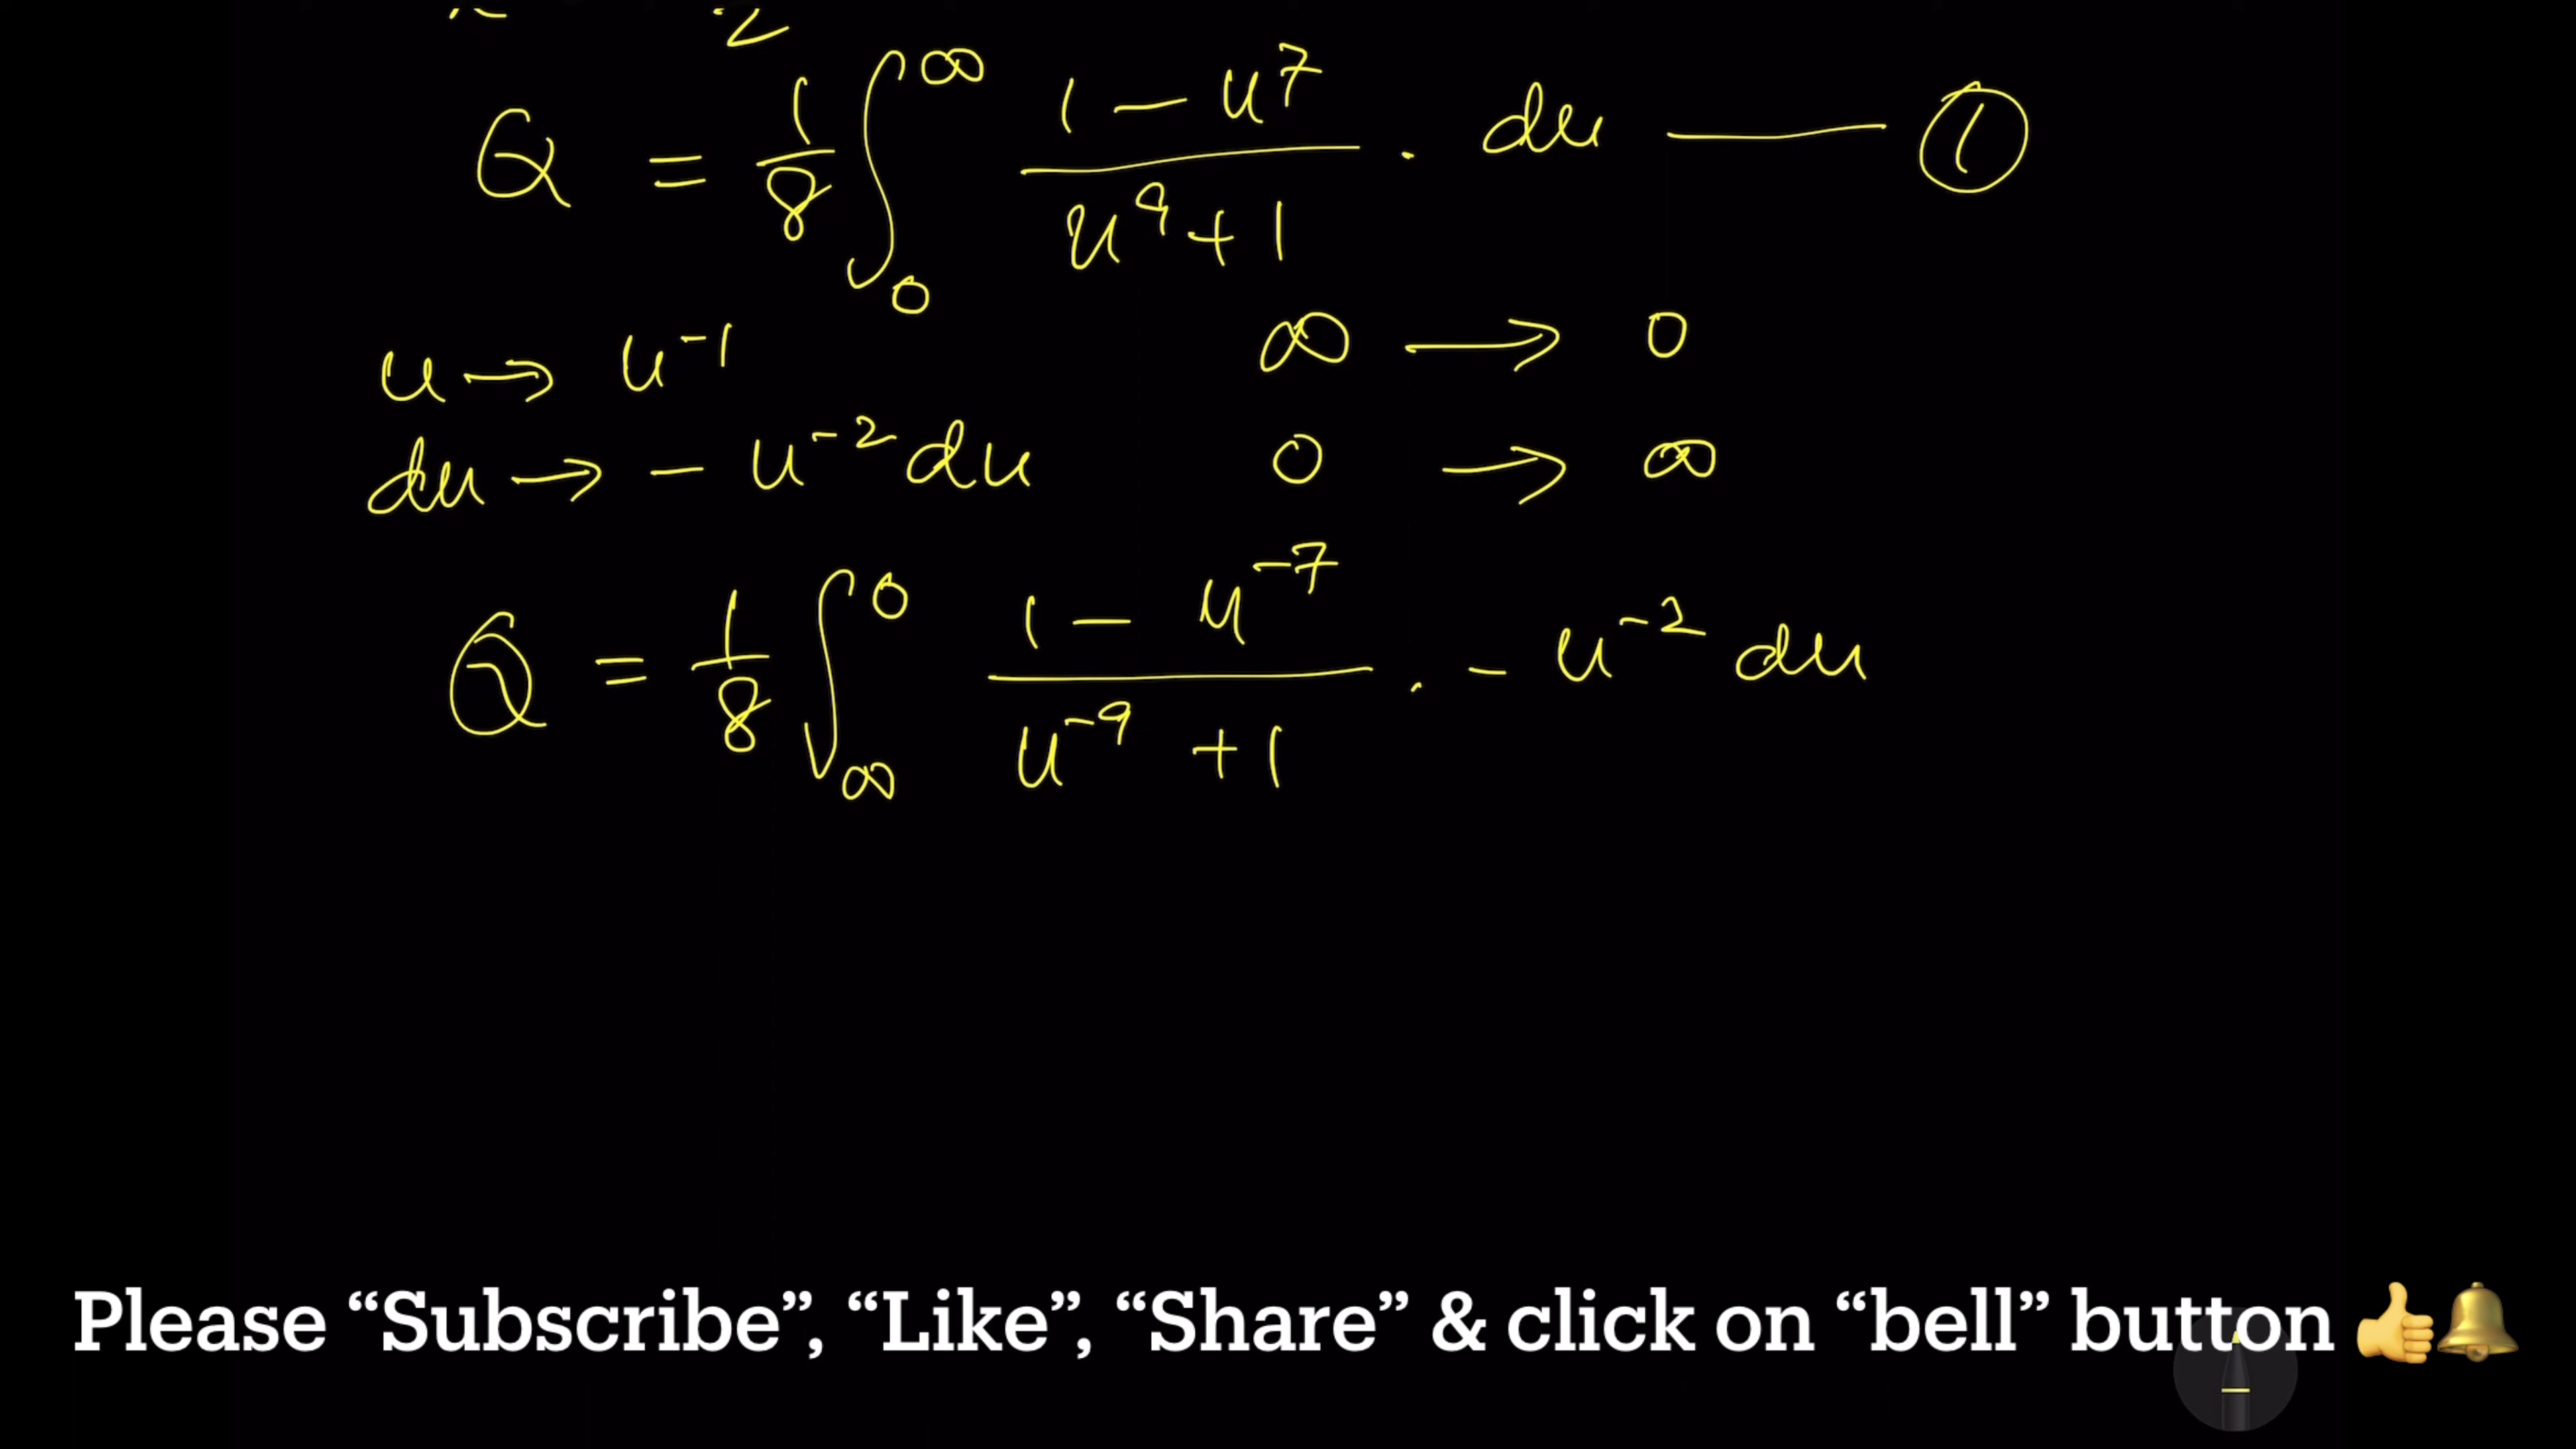 2
Q = 1/8 ∫₀^∞ (1 − u⁷)/(u⁹ + 1) . du —— ①
u → u⁻¹ ∞ → 0
du → − u⁻² du 0 → ∞
Q = 1/8 ∫_∞^0 (1 − u⁻⁷)/(u⁻⁹ + 1) . − u⁻² du
Please “Subscribe”, “Like”, “Share” & click on “bell” button 👍🔔